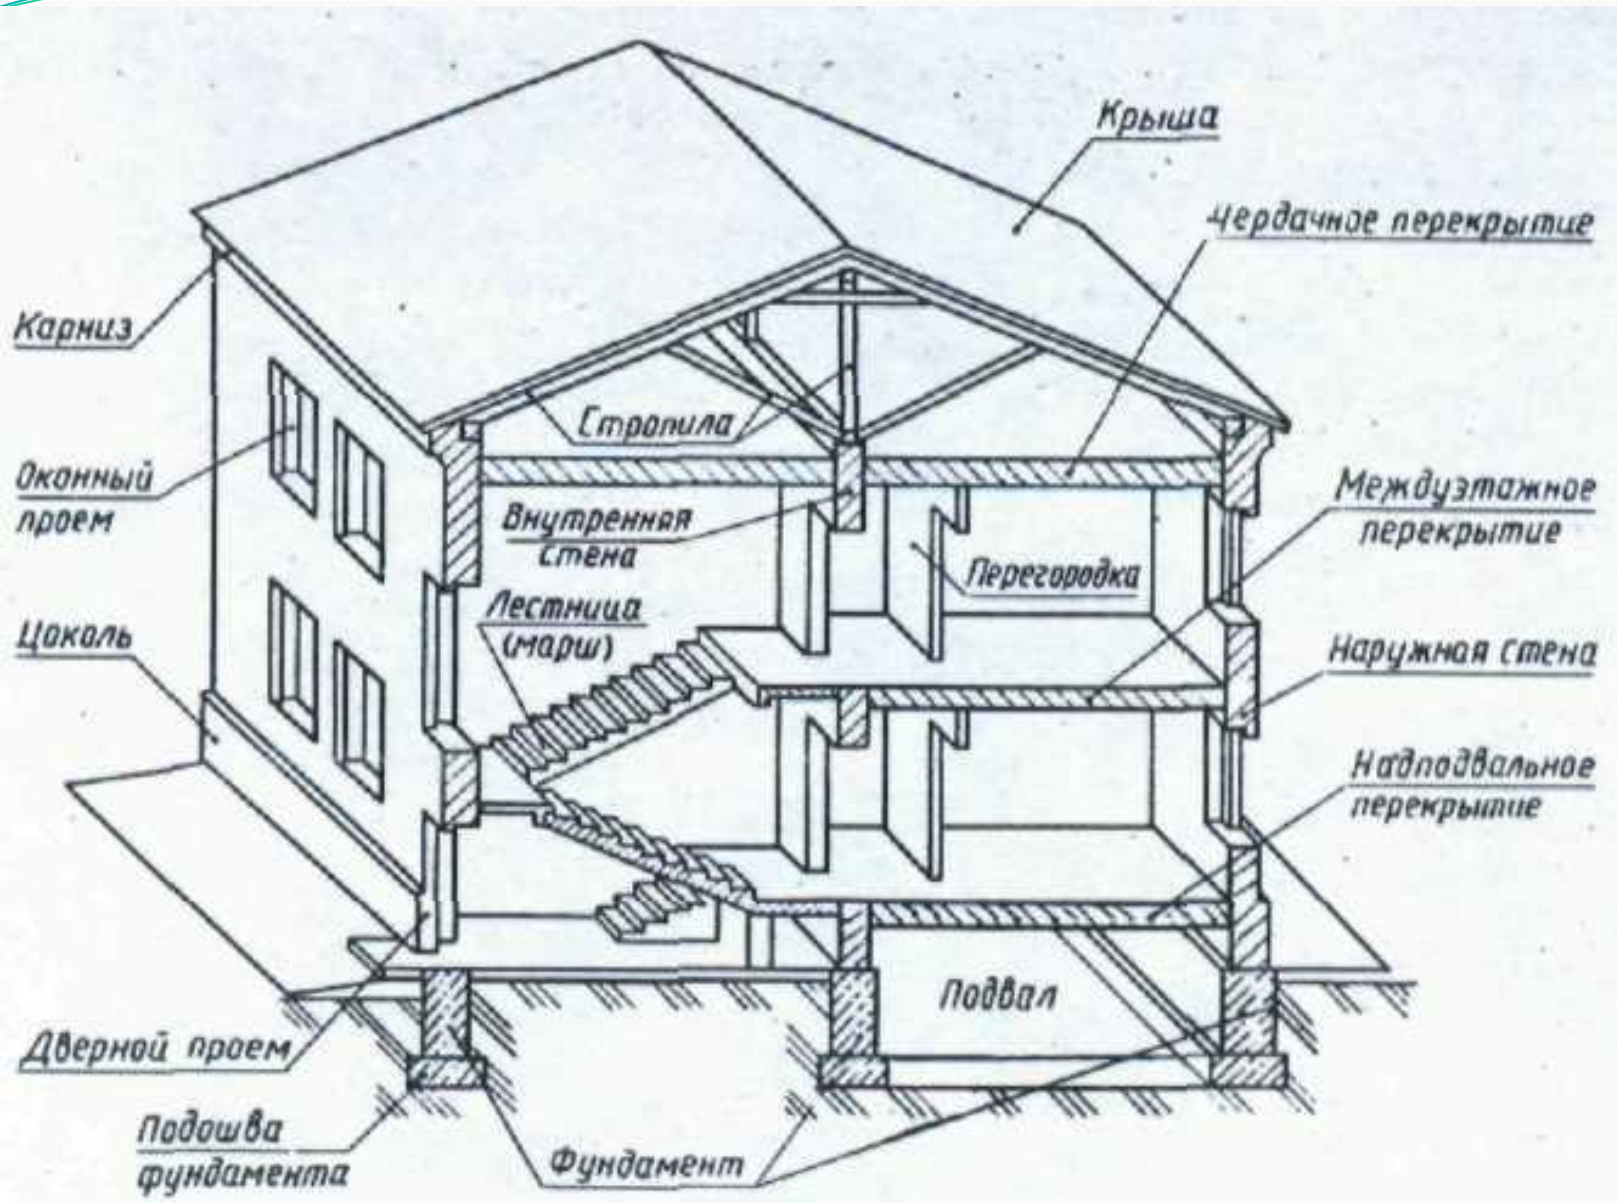 Крыша
Чердачное перекрытие
Карниз
Стропила
Оконный
проем
Внутренняя
стена
Междуэтажное
перекрытие
Перегородка
Лестница
(марш)
Цоколь
Наружная стена
Надподвальное
перекрытие
Подвал
Дверной проем
Подошва
фундамента
Фундамент